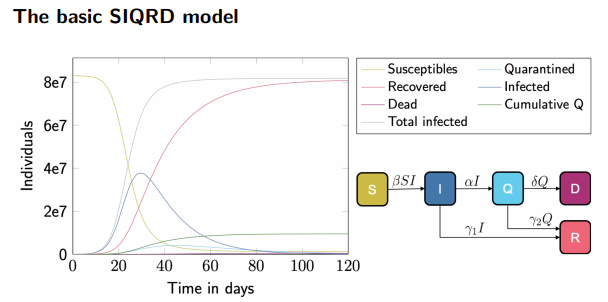 The basic SIQRD model
8e7
6e7
4e7
2e7
0
0 20 40 60 80 100 120
Individuals
Time in days
Susceptibles Quarantined
Recovered Infected
Dead Cumulative Q
Total infected
S βSI I αI Q δQ D
γ₁I γ₂Q R